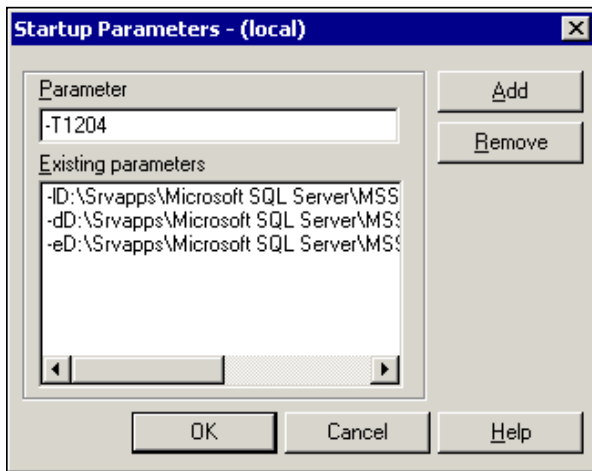 Startup Parameters - (local)
Parameter
-T1204
Existing parameters
-lD:\Srvapps\Microsoft SQL Server\MSS
-dD:\Srvapps\Microsoft SQL Server\MSS
-eD:\Srvapps\Microsoft SQL Server\MSS
Add
Remove
OK
Cancel
Help